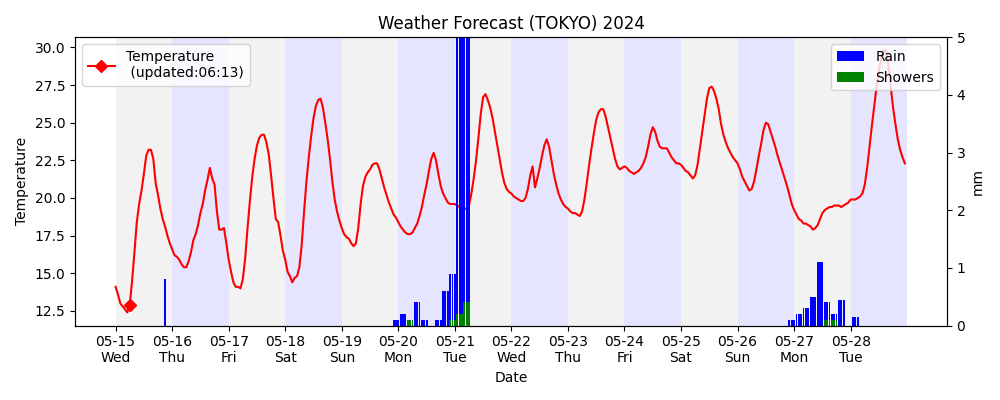 Weather Forecast (TOKYO) 2024
Temperature
(updated:06:13)
Rain
Showers
30.0
27.5
25.0
22.5
20.0
17.5
15.0
12.5
Temperature
5
4
3
2
1
0
mm
05-15 05-16 05-17 05-18 05-19 05-20 05-21 05-22 05-23 05-24 05-25 05-26 05-27 05-28
Wed Thu Fri Sat Sun Mon Tue Wed Thu Fri Sat Sun Mon Tue
Date